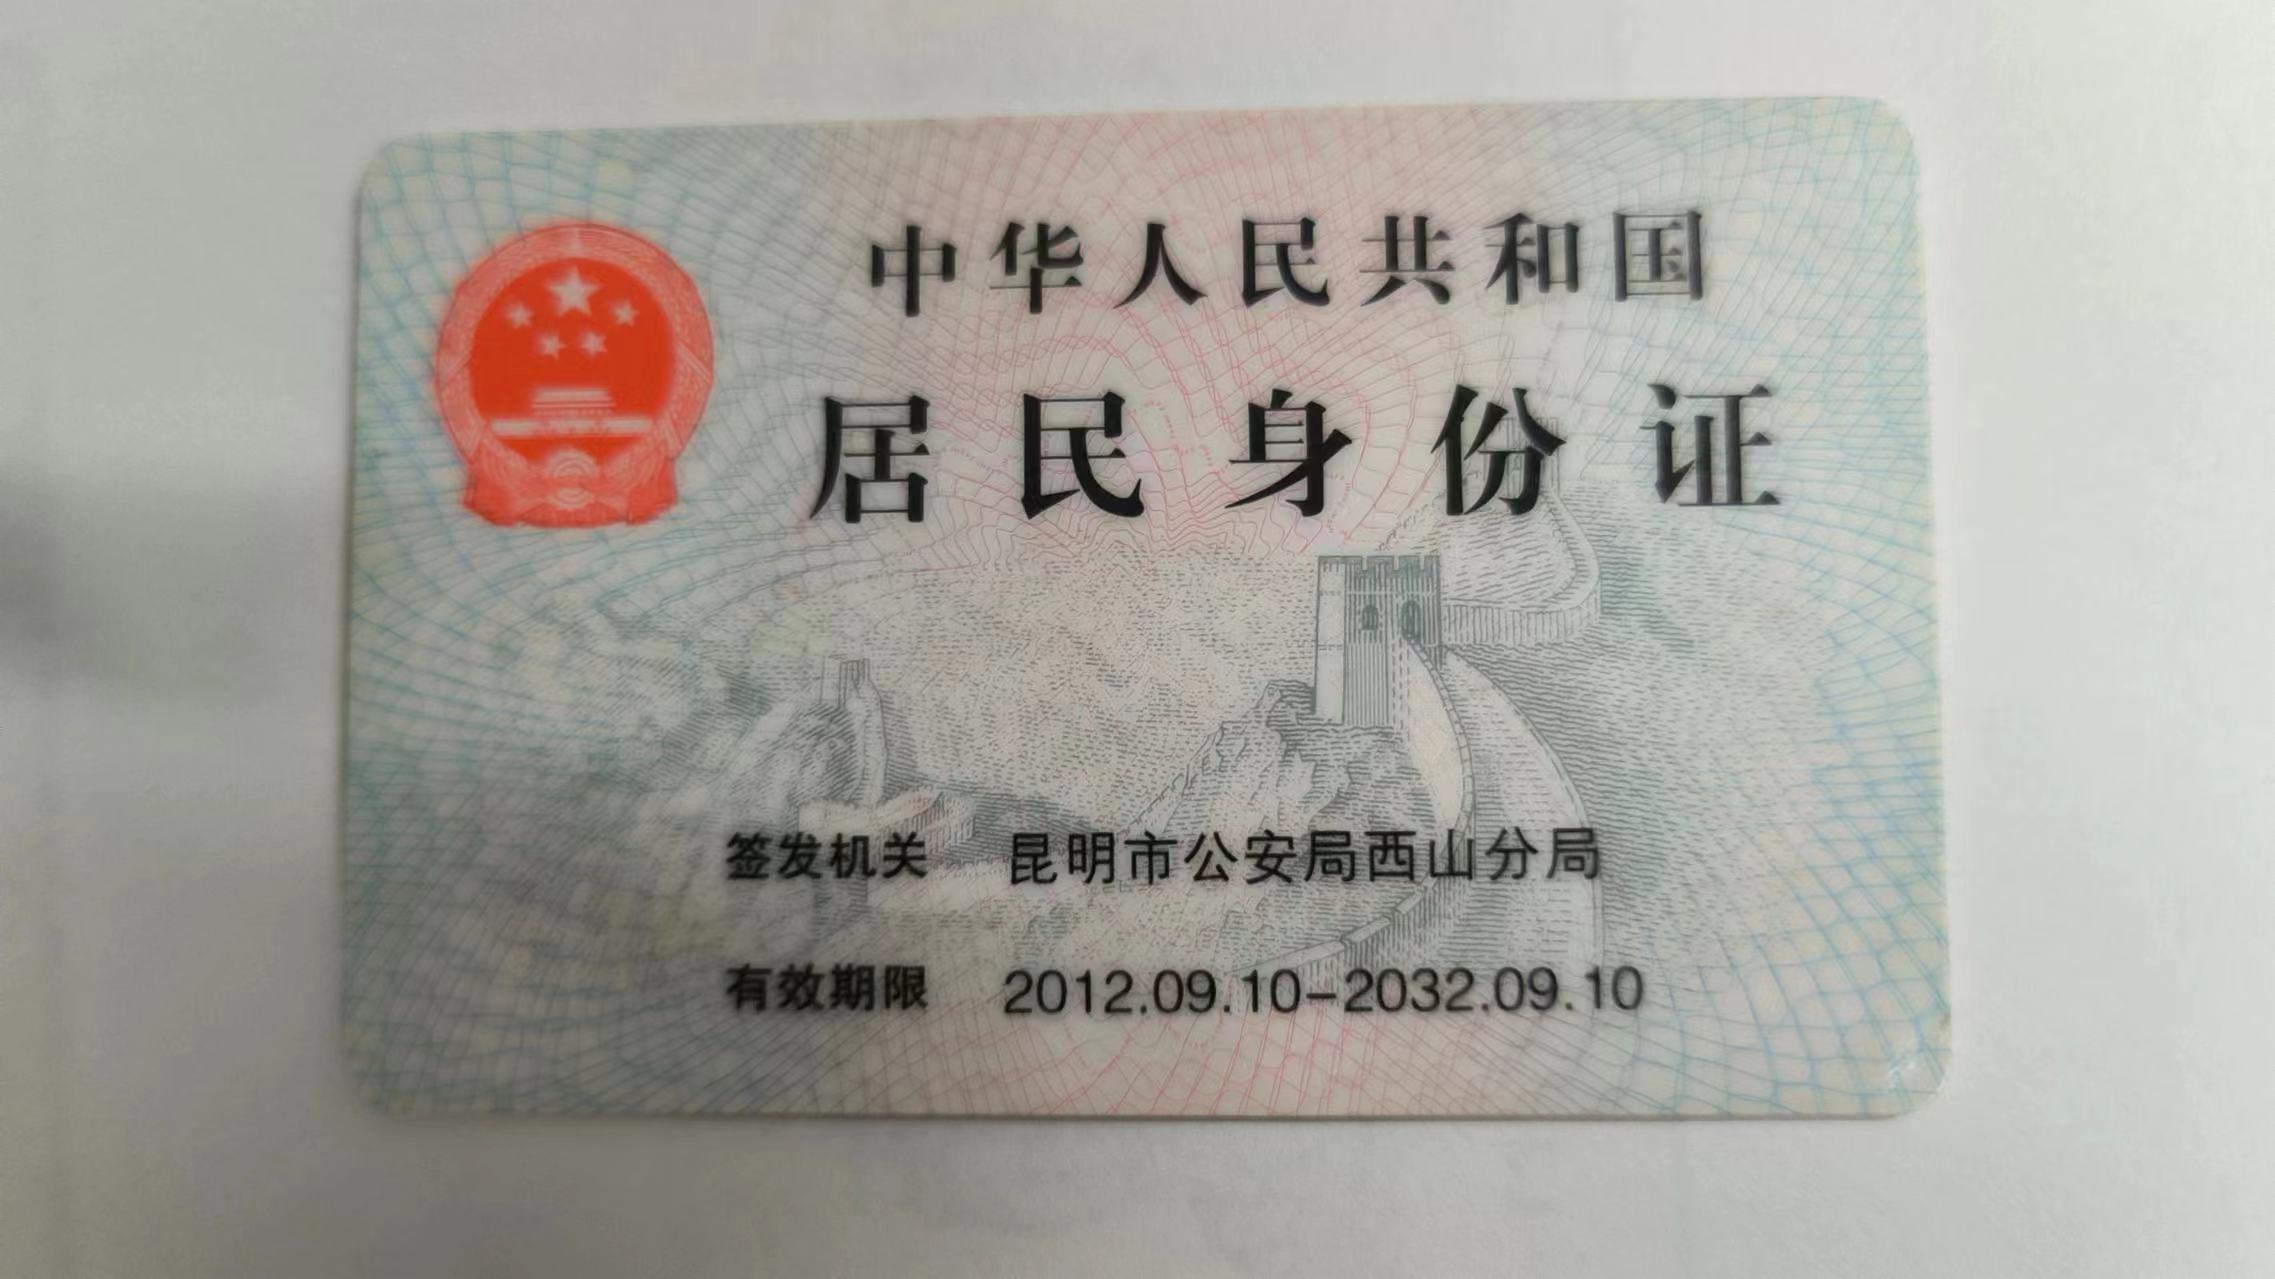 中华人民共和国
居民身份证
签发机关 昆明市公安局西山分局
有效期限 2012.09.10-2032.09.10